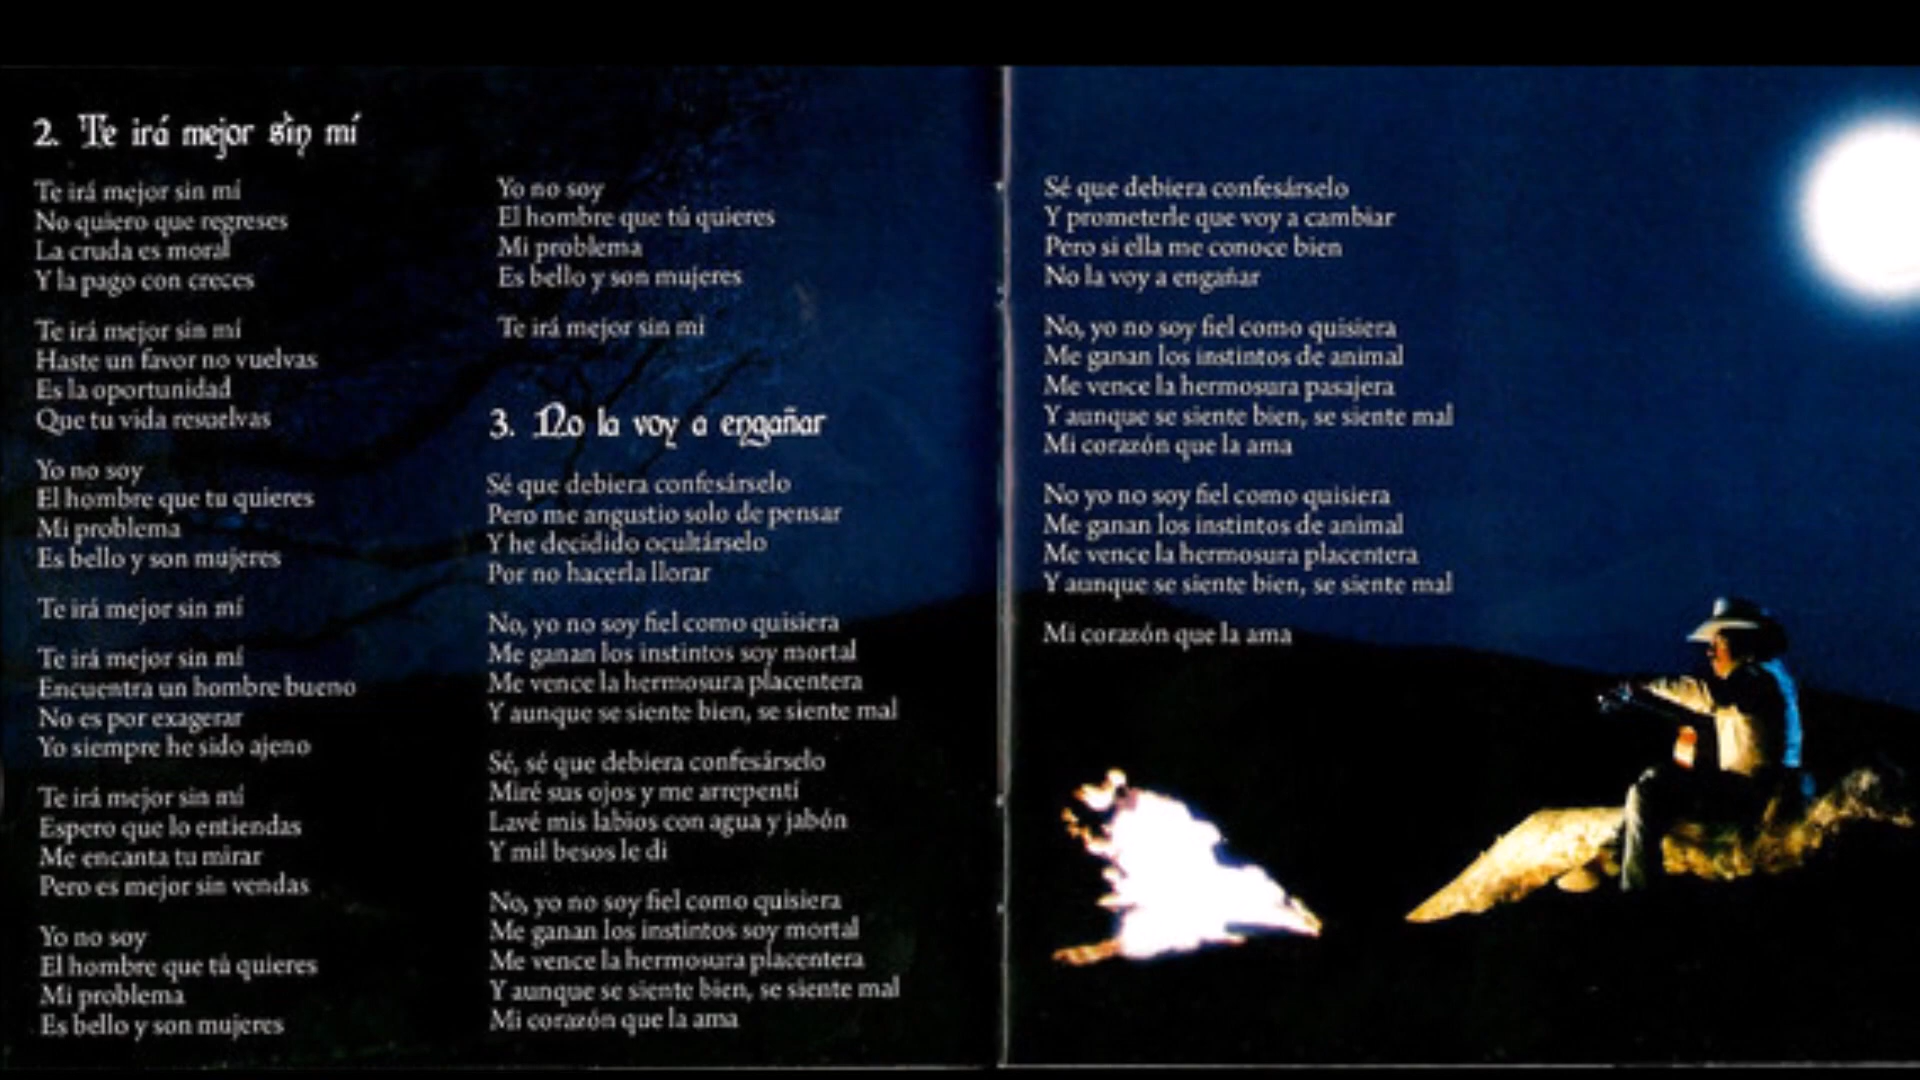 2. Te irá mejor sin mí
Te irá mejor sin mí
No quiero que regreses
La cruda es moral
Y la pago con creces
Te irá mejor sin mí
Haste un favor no vuelvas
Es la oportunidad
Que tu vida resuelvas
Yo no soy
El hombre que tu quieres
Mi problema
Es bello y son mujeres
Te irá mejor sin mí
Te irá mejor sin mí
Encuentra un hombre bueno
No es por exagerar
Yo siempre he sido ajeno
Te irá mejor sin mí
Espero que lo entiendas
Me encanta tu mirar
Pero es mejor sin vendas
Yo no soy
El hombre que tú quieres
Mi problema
Es bello y son mujeres
Yo no soy
El hombre que tú quieres
Mi problema
Es bello y son mujeres
Te irá mejor sin mi
3. No la voy a engañar
Sé que debiera confesárselo
Pero me angustio solo de pensar
Y he decidido ocultárselo
Por no hacerla llorar
No, yo no soy fiel como quisiera
Me ganan los instintos soy mortal
Me vence la hermosura placentera
Y aunque se siente bien, se siente mal
Sé, sé que debiera confesárselo
Miré sus ojos y me arrepentí
Lavé mis labios con agua y jabón
Y mil besos le di
No, yo no soy fiel como quisiera
Me ganan los instintos soy mortal
Me vence la hermosura placentera
Y aunque se siente bien, se siente mal
Mi corazón que la ama
Sé que debiera confesárselo
Y prometerle que voy a cambiar
Pero si ella me conoce bien
No la voy a engañar
No, yo no soy fiel como quisiera
Me ganan los instintos de animal
Me vence la hermosura pasajera
Y aunque se siente bien, se siente mal
Mi corazón que la ama
No yo no soy fiel como quisiera
Me ganan los instintos de animal
Me vence la hermosura placentera
Y aunque se siente bien, se siente mal
Mi corazón que la ama